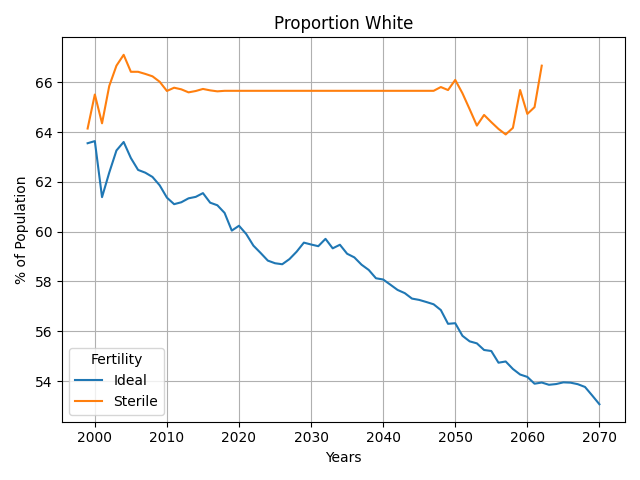 Proportion White
% of Population
66
64
62
60
58
56
54
Fertility
Ideal
Sterile
2000 2010 2020 2030 2040 2050 2060 2070
Years